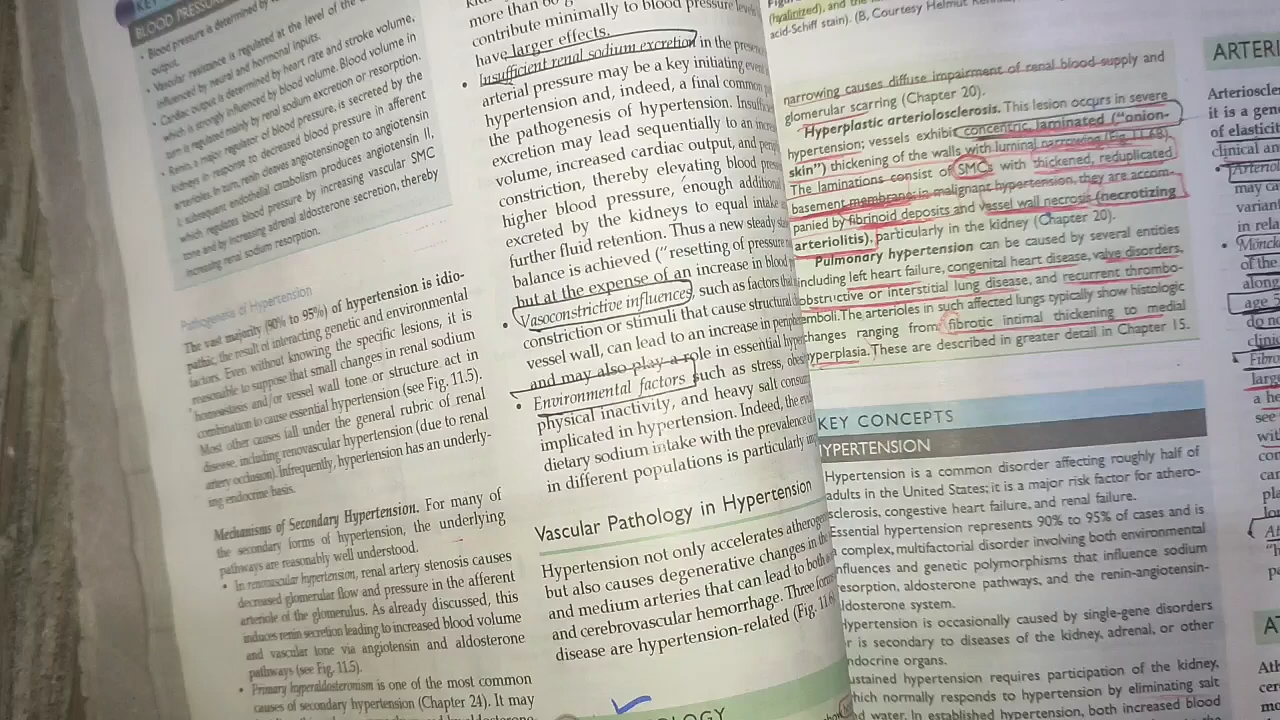 KEY
BLOOD PRESSURE
Blood pressure is determined by
output.
• Vascular resistance is regulated at the level of the
influenced by neural and hormonal inputs.
• Cardiac output is determined by heart rate and stroke volume,
which is strongly influenced by blood volume. Blood volume in
turn is regulated mainly by renal sodium excretion or resorption.
• Renin, a major regulator of blood pressure, is secreted by the
kidneys in response to decreased blood pressure in afferent
arterioles. In turn, renin cleaves angiotensinogen to angiotensin
I; subsequent endothelial catabolism produces angiotensin II,
which regulates blood pressure by increasing vascular SMC
tone and by increasing adrenal aldosterone secretion, thereby
increasing renal sodium resorption.
Pathogenesis of Hypertension
The vast majority (90% to 95%) of hypertension is idio-
pathic, the result of interacting genetic and environmental
factors. Even without knowing the specific lesions, it is
reasonable to suppose that small changes in renal sodium
homeostasis and/or vessel wall tone or structure act in
combination to cause essential hypertension (see Fig. 11.5).
Most other causes fall under the general rubric of renal
disease, including renovascular hypertension (due to renal
artery occlusion). Infrequently, hypertension has an underly-
ing endocrine basis.
Mechanisms of Secondary Hypertension. For many of
the secondary forms of hypertension, the underlying
pathways are reasonably well understood.
• In renovascular hypertension, renal artery stenosis causes
decreased glomerular flow and pressure in the afferent
arteriole of the glomerulus. As already discussed, this
induces renin secretion leading to increased blood volume
and vascular tone via angiotensin and aldosterone
pathways (see Fig. 11.5).
• Primary hyperaldosteronism is one of the most common
causes of secondary hypertension (Chapter 24). It may
more than 60
contribute minimally to blood pressure levels
have larger effects.
• Insufficient renal sodium excretion in the presence
arterial pressure may be a key initiating event
hypertension and, indeed, a final common
the pathogenesis of hypertension.
excretion may lead sequentially to an
volume, increased cardiac output, and
constriction, thereby elevating blood
higher blood pressure, enough additional
excreted by the kidneys to equal intake
further fluid retention. Thus a new steady
balance is achieved ("resetting of pressure
but at the expense of an increase in blood
• Vasoconstrictive influences, such as factors that
constriction or stimuli that cause structural
vessel wall, can lead to an increase in
and may also play a role in essential
• Environmental factors such as stress,
physical inactivity, and heavy salt
implicated in hypertension. Indeed, the
dietary sodium intake with the prevalence
in different populations is particularly
Vascular Pathology in Hypertension
Hypertension not only accelerates
but also causes degenerative changes in the
and medium arteries that can lead to both
and cerebrovascular hemorrhage. Three
disease are hypertension-related (Fig. 11.6
OLOGY
(hyalinized), and the
acid-Schiff stain). (B, Courtesy Helmut
narrowing causes diffuse impairment of renal blood supply and
glomerular scarring (Chapter 20).
Hyperplastic arteriolosclerosis. This lesion occurs in severe
hypertension; vessels exhibit concentric, laminated ("onion-
skin") thickening of the walls with luminal narrowing (Fig. 11.6B).
The laminations consist of SMCs with thickened, reduplicated
basement membranes in malignant hypertension, they are accom-
panied by fibrinoid deposits and vessel wall necrosis (necrotizing
arteriolitis), particularly in the kidney (Chapter 20).
Pulmonary hypertension can be caused by several entities
including left heart failure, congenital heart disease, valve disorders,
obstructive or interstitial lung disease, and recurrent thrombo-
emboli. The arterioles in such affected lungs typically show histologic
changes ranging from fibrotic intimal thickening to medial
hyperplasia. These are described in greater detail in Chapter 15.
KEY CONCEPTS
HYPERTENSION
Hypertension is a common disorder affecting roughly half of
adults in the United States; it is a major risk factor for athero-
sclerosis, congestive heart failure, and renal failure.
Essential hypertension represents 90% to 95% of cases and is
a complex, multifactorial disorder involving both environmental
influences and genetic polymorphisms that influence sodium
resorption, aldosterone pathways, and the renin-angiotensin-
aldosterone system.
Hypertension is occasionally caused by single-gene disorders
or is secondary to diseases of the kidney, adrenal, or other
endocrine organs.
Sustained hypertension requires participation of the kidney,
which normally responds to hypertension by eliminating salt
and water. In established hypertension, both increased blood
ARTERI
Arterioscle
it is a gen
of elasticit
clinical an
• Arteriol
may ca
variant
in rela
• Mönck
of the
along
age 5
do no
clinic
• Fibro
large
a he
see
wit
con
car
pla
AT
Ath
cer